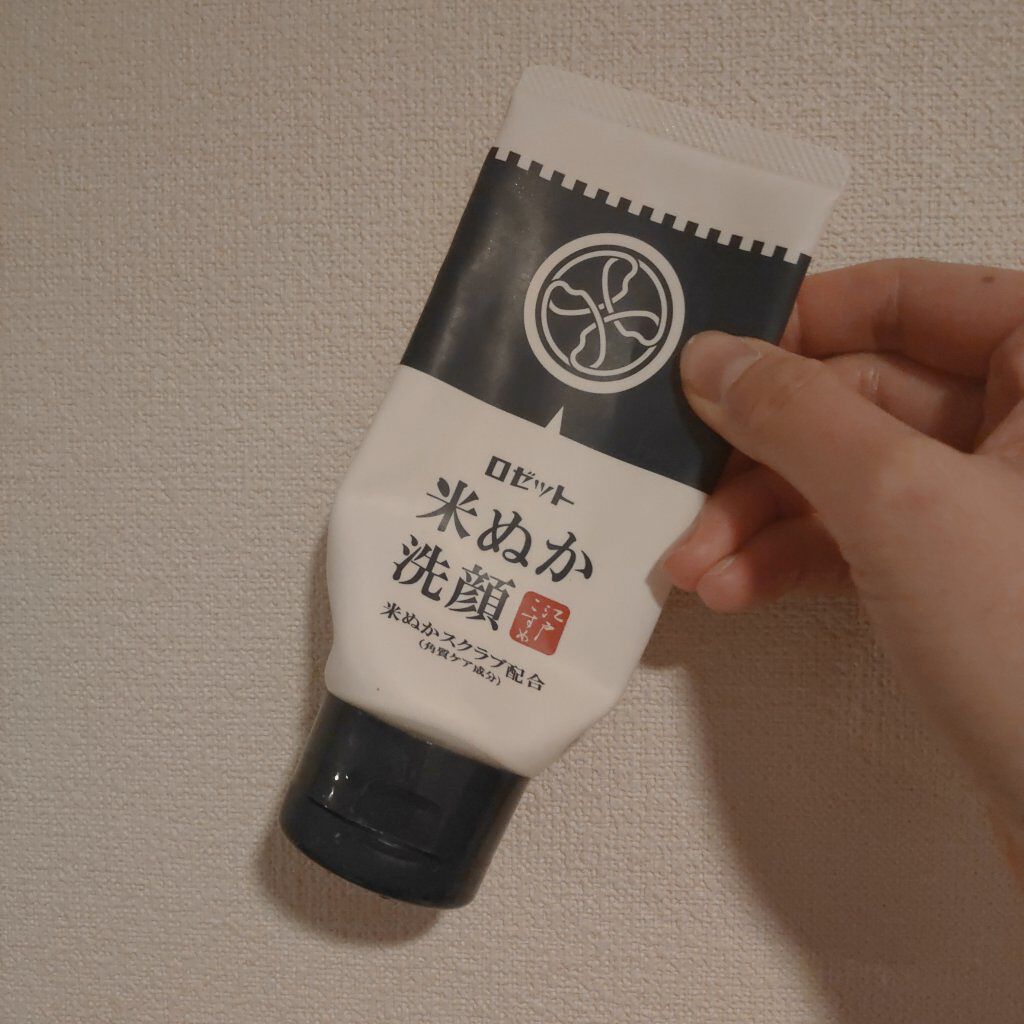 ロゼット
米ぬか
洗顔
江戸
こすめ
米ぬかスクラブ配合
(角質ケア成分)